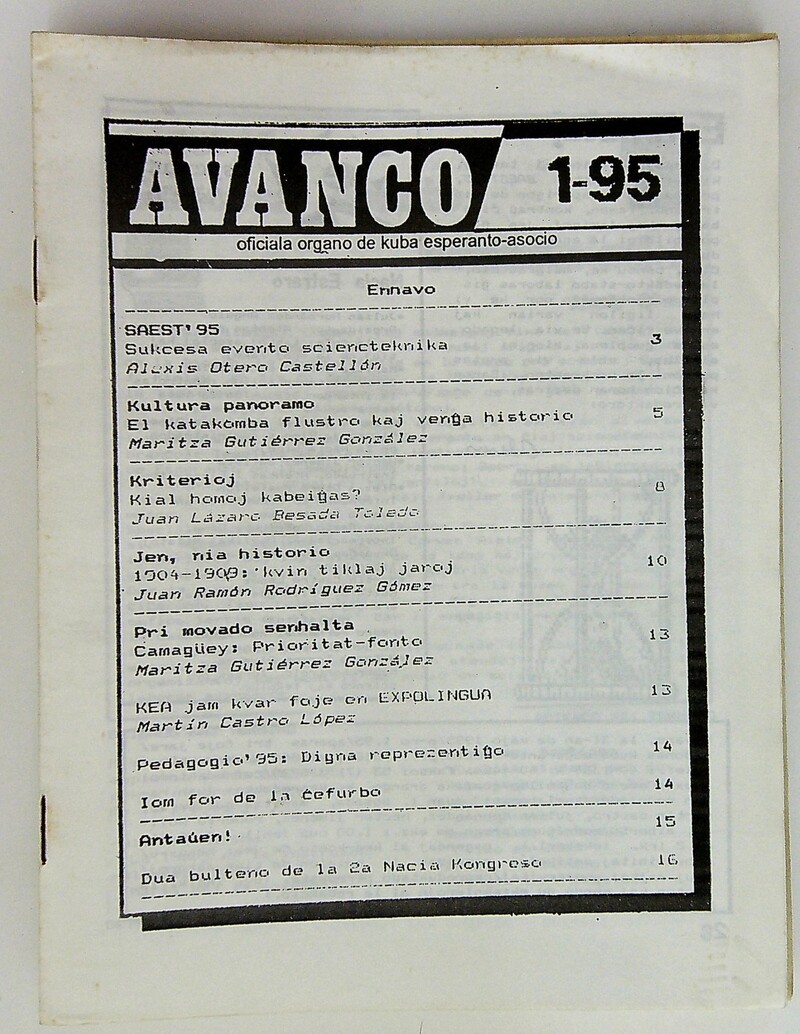 AVANCO
1-95
oficiala organo de kuba esperanto-asocio
Ennavo
SAEST'95
Sukcesa evento sciencteknika 3
Alexis Otero Castellón
Kultura panoramo
El katakomba flustro kaj venĝa historio 5
Maritza Gutiérrez González
Kriterioj
Kial homoj kabeiĝas? 8
Juan Lázaro Besada Toledo
Jen, nia historio
1904-1909: kvin tiklaj jaroj 10
Juan Ramón Rodríguez Gómez
Pri movado senhalta
Camagüey: Prioritat-fonto 13
Maritza Gutiérrez González
KEA jam kvar foje en EXPOLINGUA 13
Martín Castro López
Pedagogio'95: Digna reprezentiĝo 14
Iom for de la ĉefurbo 14
Antaŭen! 15
Dua bulteno de la 2a Nacia Kongreso 16